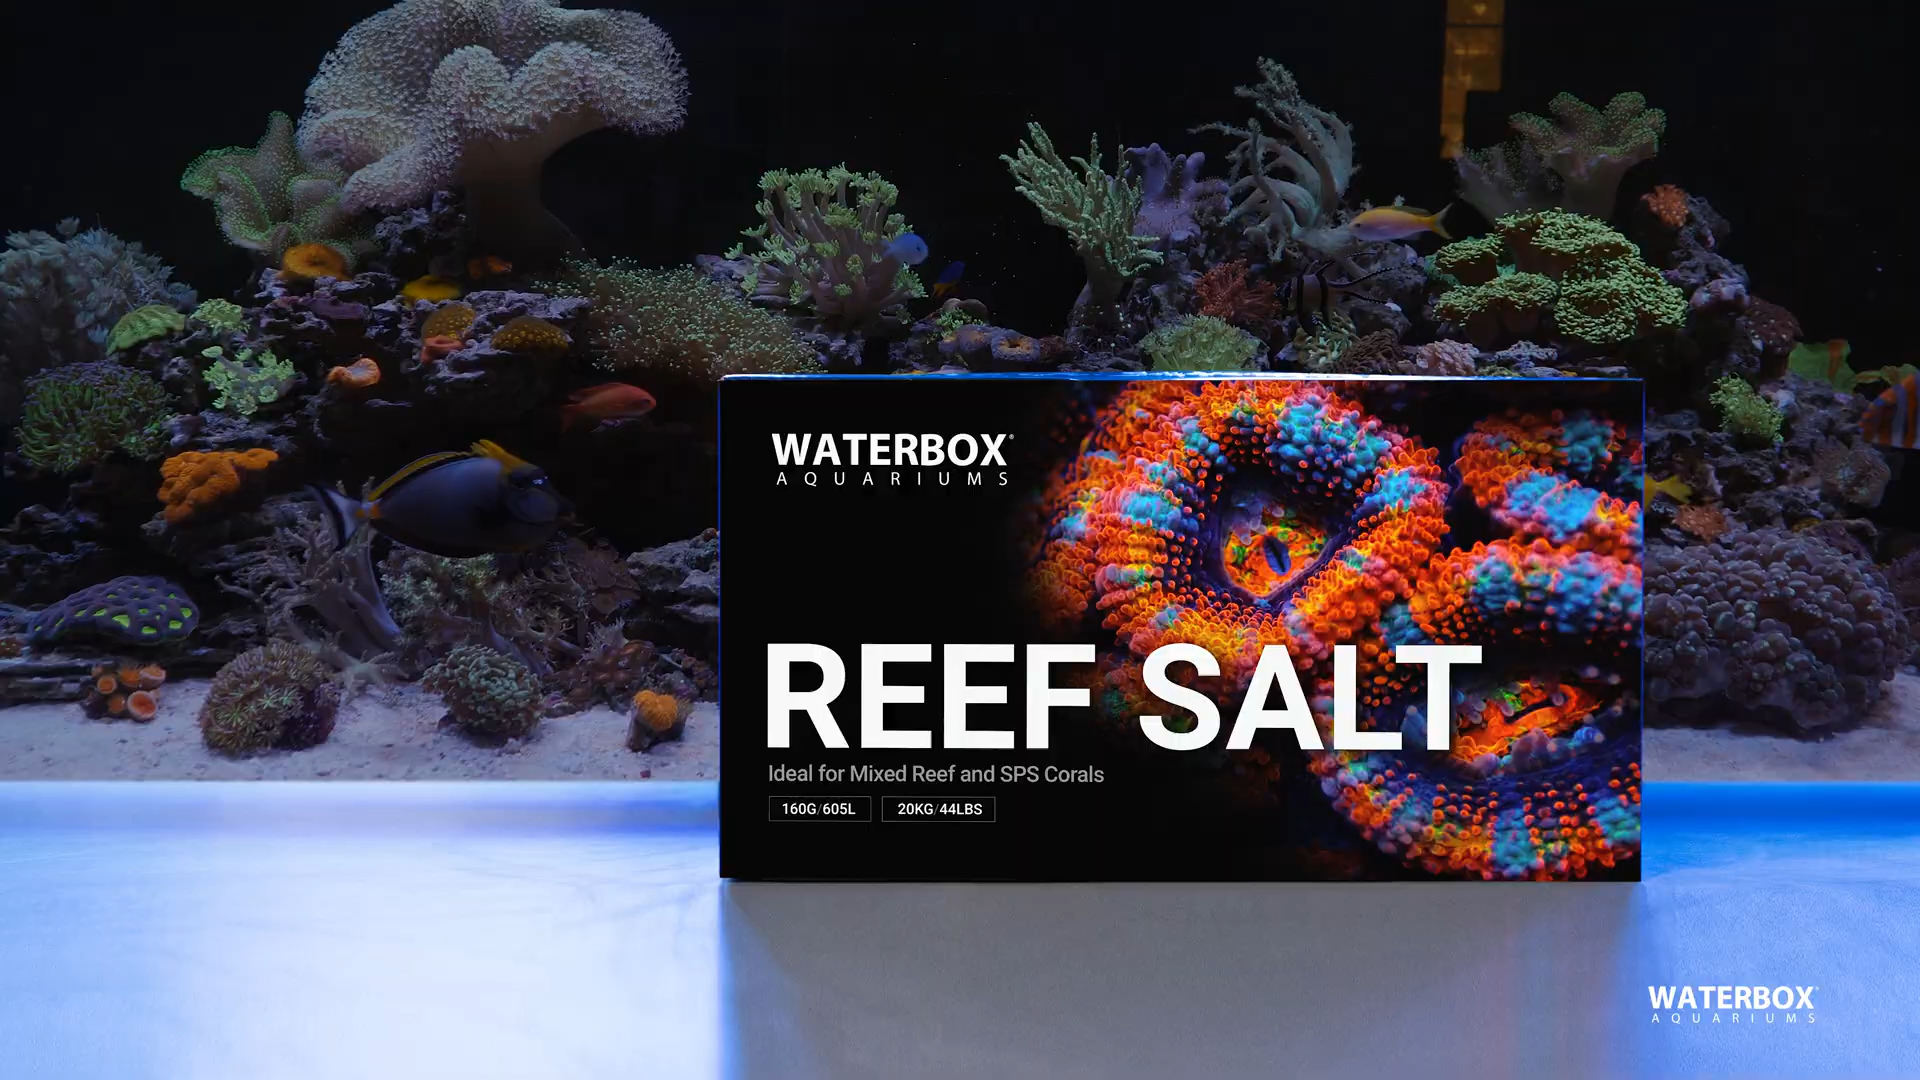 WATERBOX®
AQUARIUMS
REEF SALT
Ideal for Mixed Reef and SPS Corals
160G/605L 20KG/44LBS
WATERBOX
AQUARIUMS